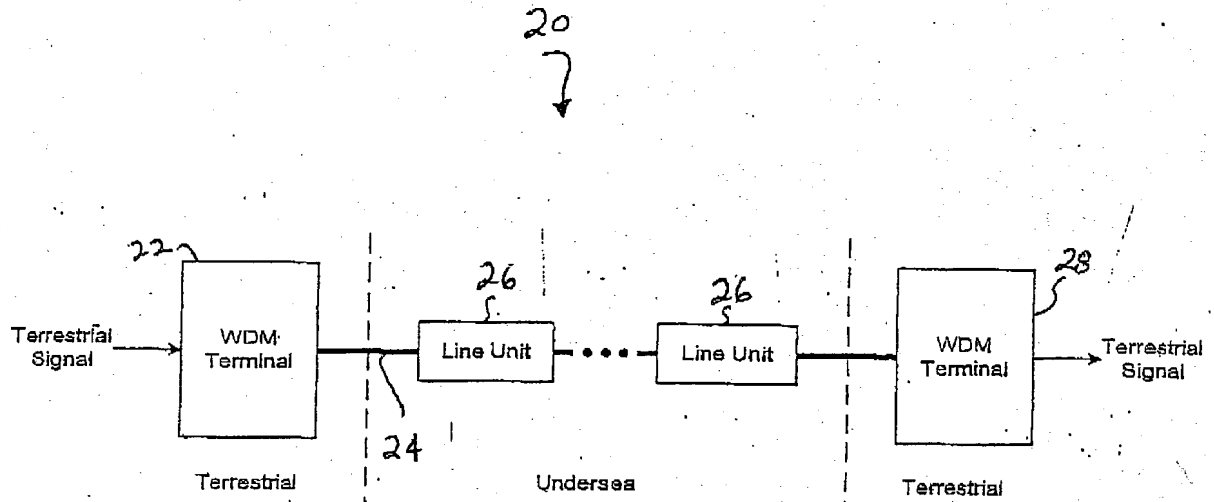 20
22
26
26
28
Terrestrial
Signal
WDM
Terminal
Line Unit
Line Unit
WDM
Terminal
Terrestrial
Signal
24
Terrestrial
Undersea
Terrestrial